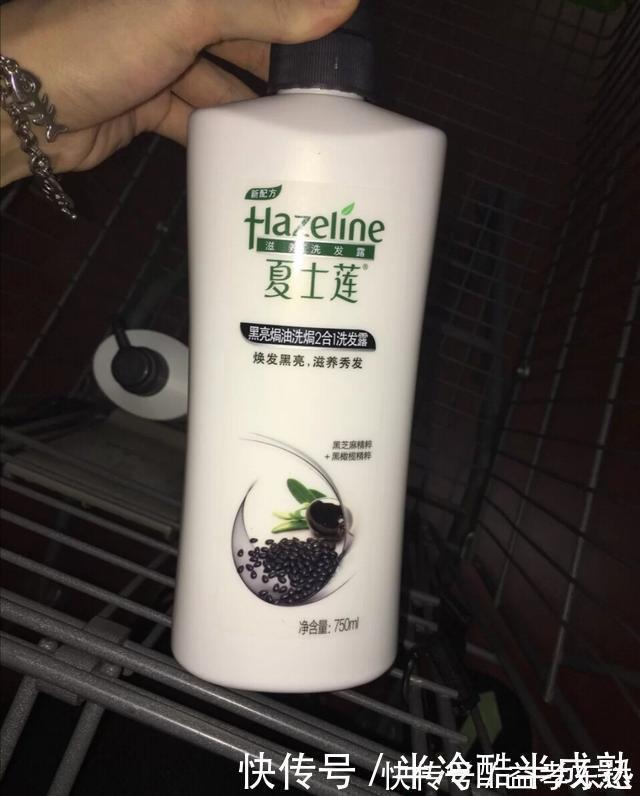 新配方
Hazeline
滋养洗发露
夏士莲®
黑亮焗油洗焗2合1洗发露
焕发黑亮,滋养秀发
黑芝麻精粹
+黑橄榄精粹
净含量:750ml
快传号/